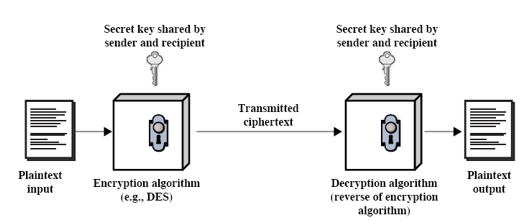 Secret key shared by
sender and recipient
Secret key shared by
sender and recipient
Transmitted
ciphertext
Plaintext
input
Encryption algorithm
(e.g., DES)
Decryption algorithm
(reverse of encryption
algorithm)
Plaintext
output